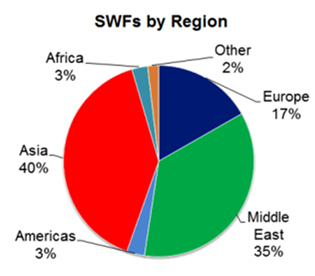 SWFs by Region
Other
2%
Africa
3%
Europe
17%
Asia
40%
Middle
East
35%
Americas
3%